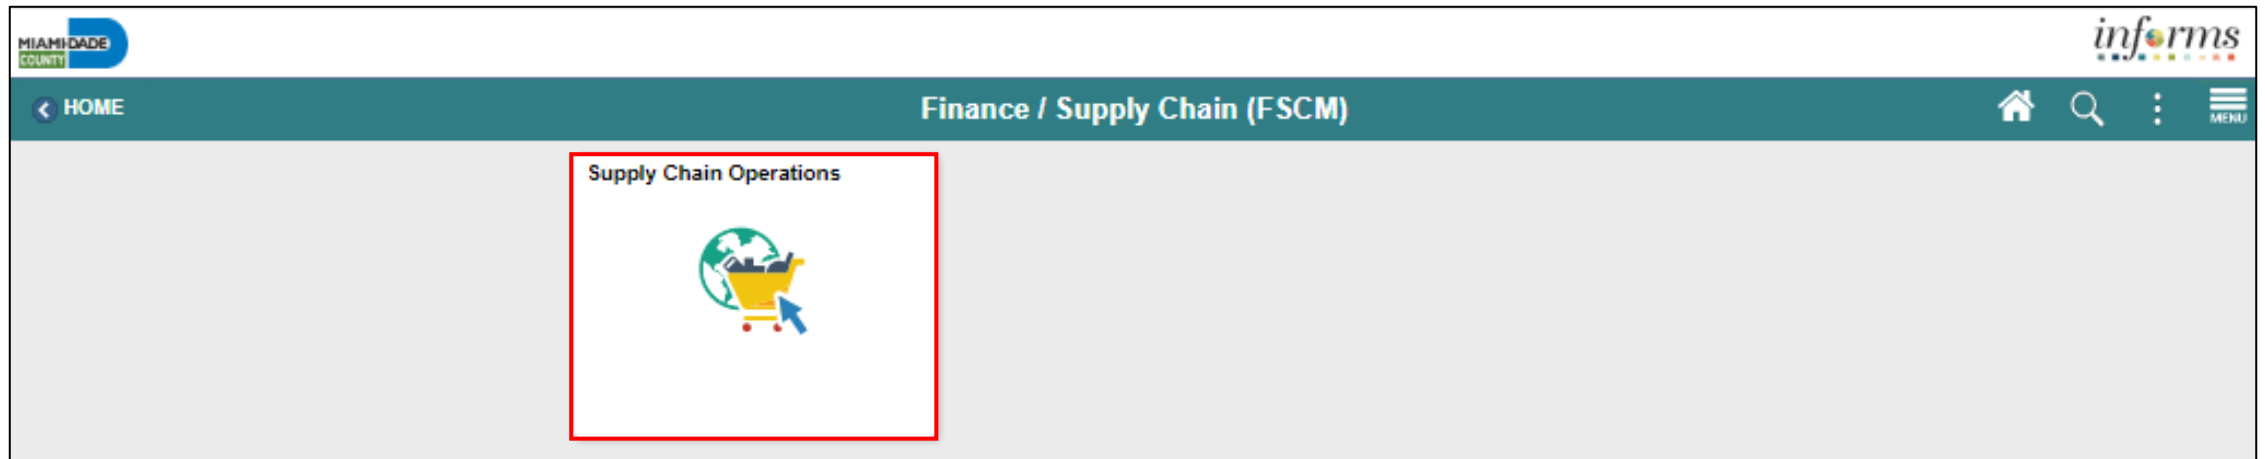 MIAMI-DADE
COUNTY
informs
HOME
Finance / Supply Chain (FSCM)
MENU
Supply Chain Operations